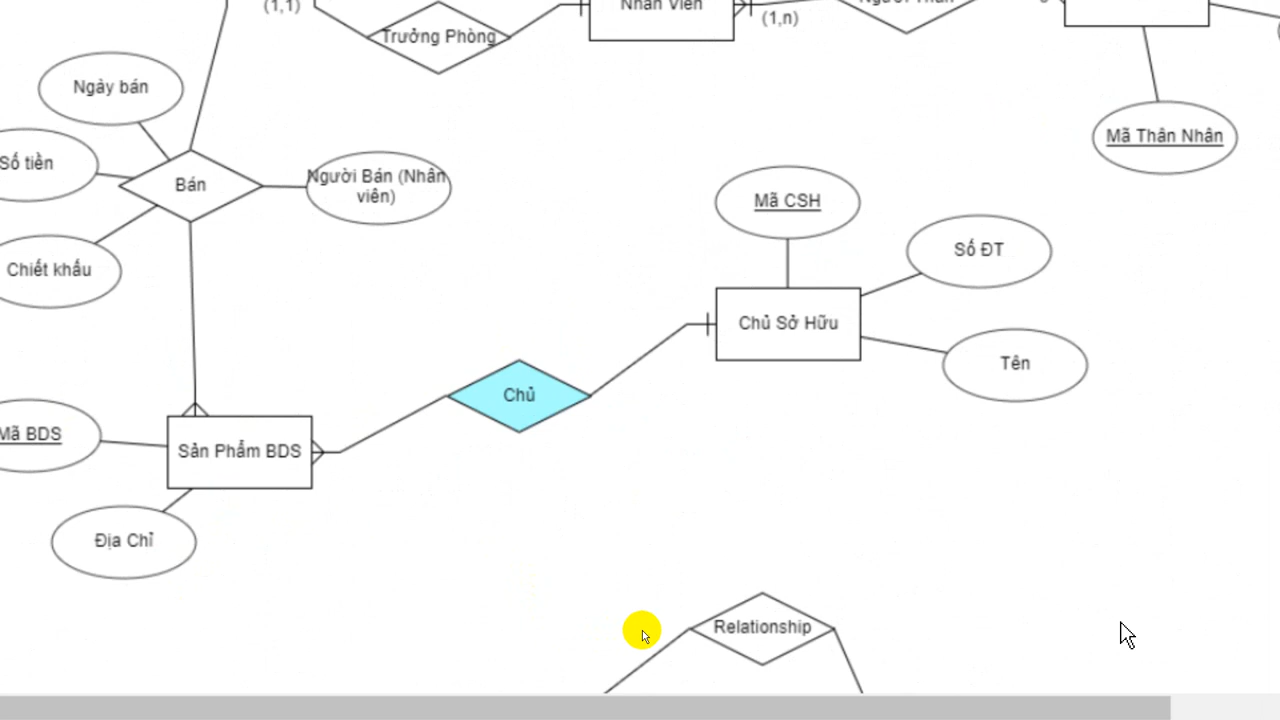 (1,1)
Trưởng Phòng
Nhân Viên
(1,n)
Ngày bán
Mã Thân Nhân
Số tiền
Bán
Người Bán (Nhân
viên)
Mã CSH
Số ĐT
Chiết khấu
Chủ Sở Hữu
Tên
Chủ
Mã BDS
Sản Phẩm BDS
Địa Chỉ
Relationship